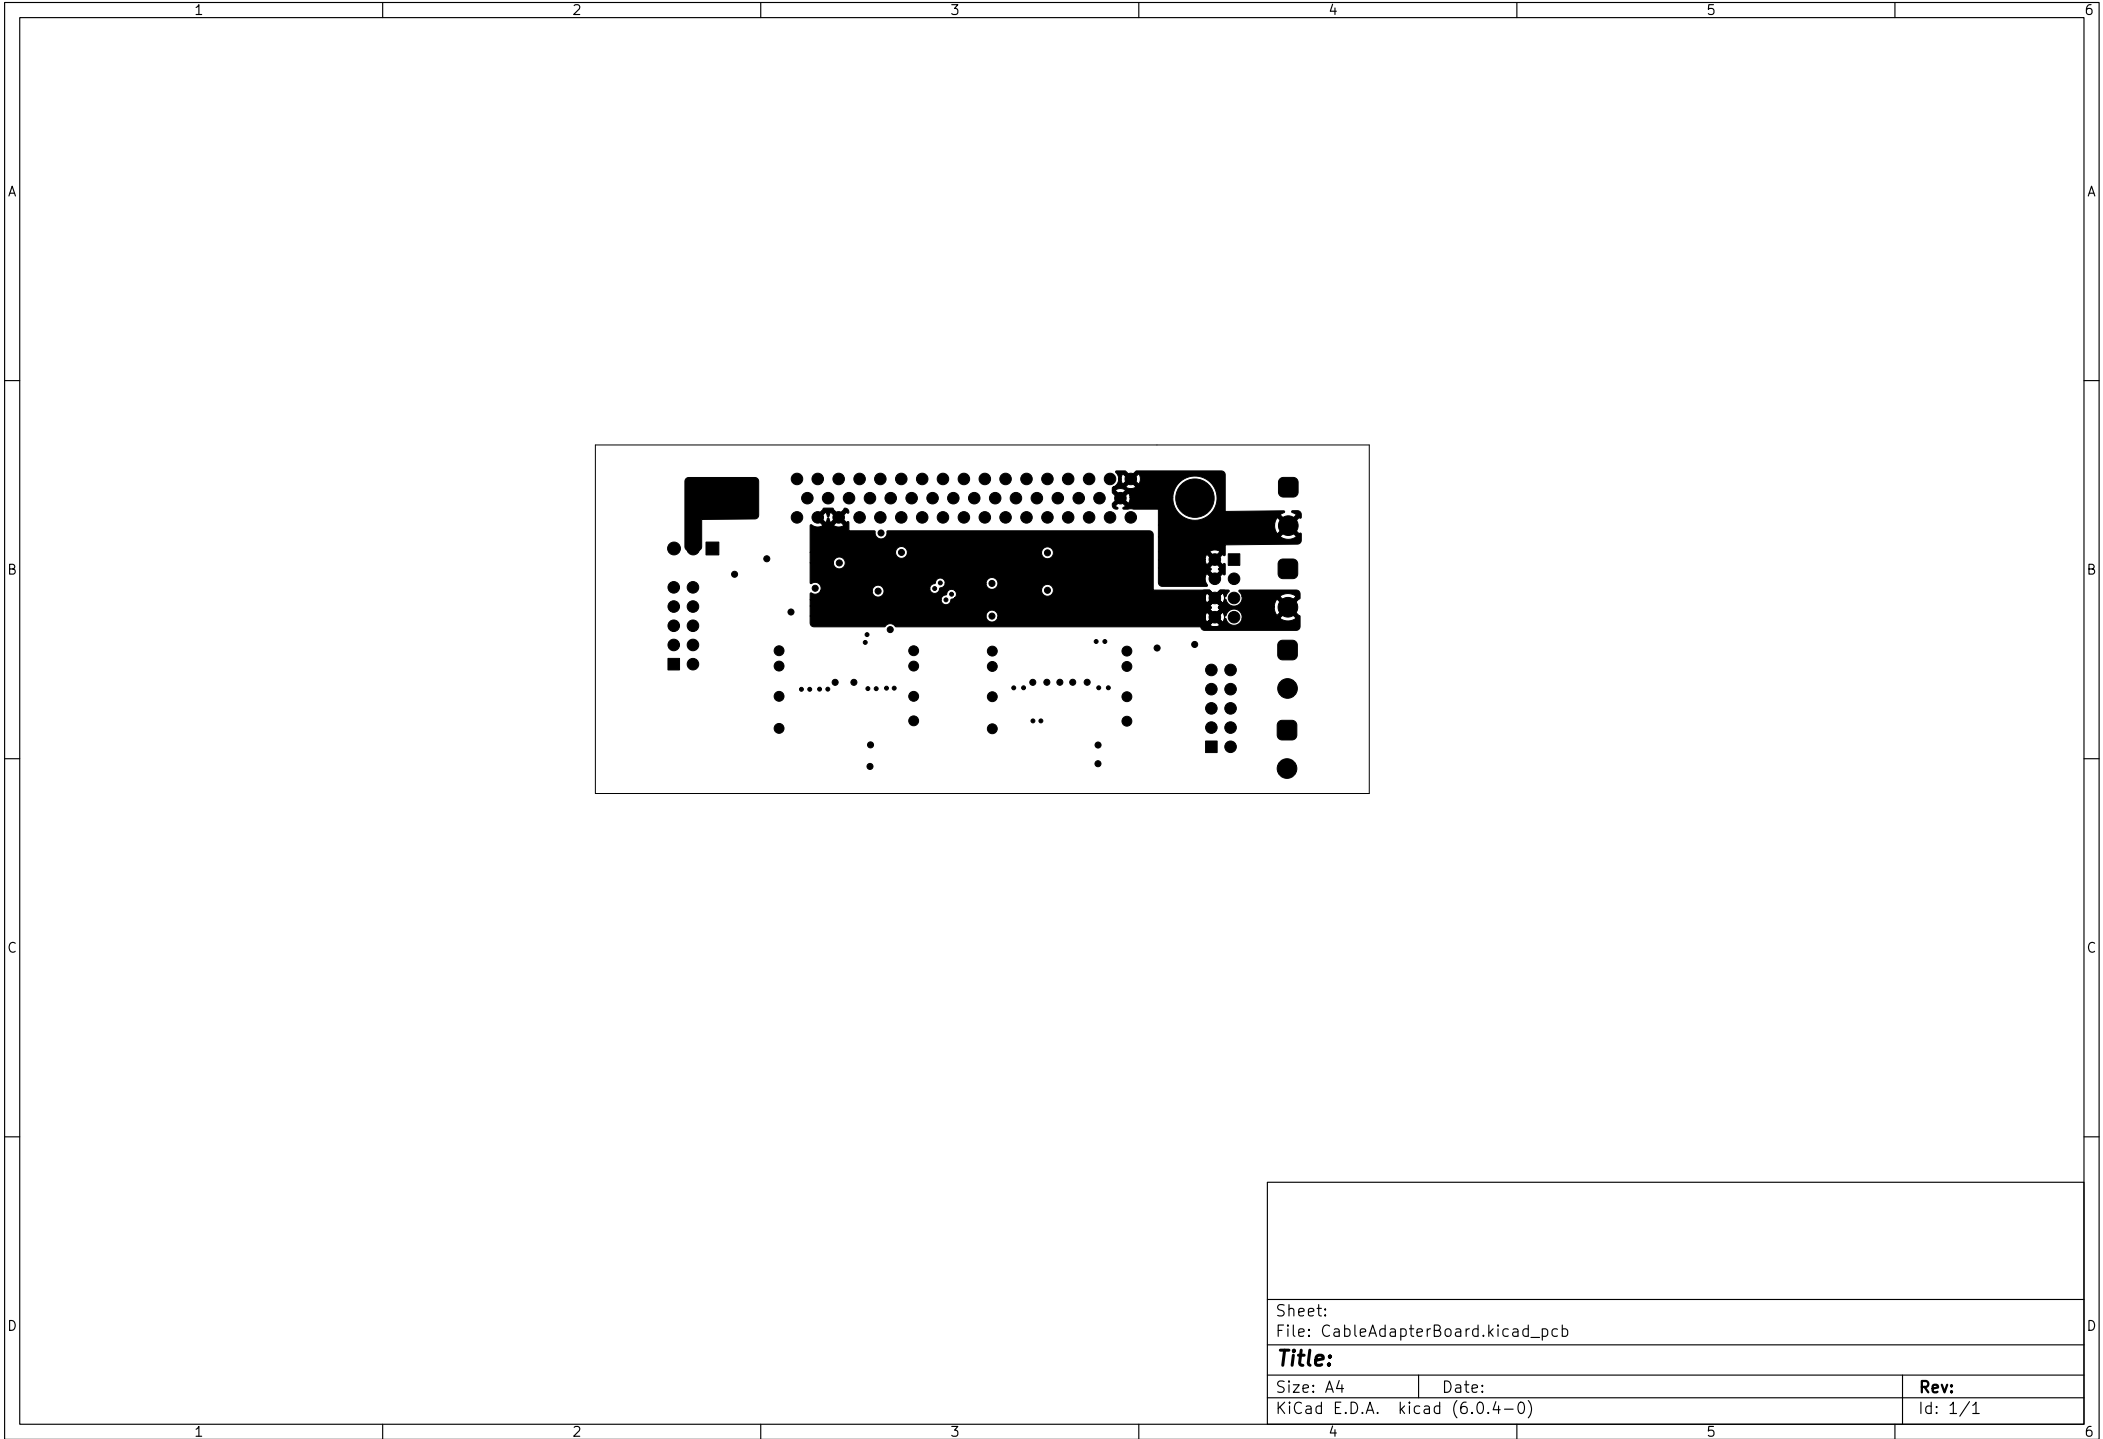 1 2 3 4 5 6
A A
B B
C C
D D
Sheet:
File: CableAdapterBoard.kicad_pcb
Title:
Size: A4 Date: Rev:
KiCad E.D.A. kicad (6.0.4-0) Id: 1/1
1 2 3 4 5 6